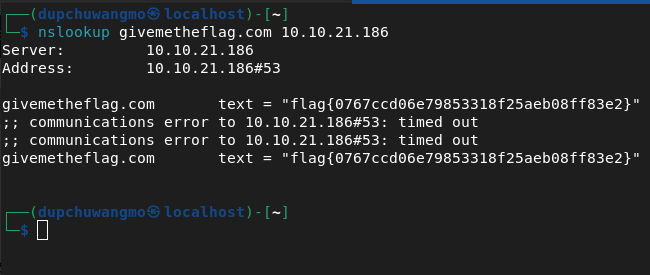 ┌──(dupchuwangmo㉿localhost)-[~]
└─$ nslookup givemetheflag.com 10.10.21.186
Server:         10.10.21.186
Address:        10.10.21.186#53

givemetheflag.com       text = "flag{0767ccd06e79853318f25aeb08ff83e2}"
;; communications error to 10.10.21.186#53: timed out
;; communications error to 10.10.21.186#53: timed out
givemetheflag.com       text = "flag{0767ccd06e79853318f25aeb08ff83e2}"

┌──(dupchuwangmo㉿localhost)-[~]
└─$